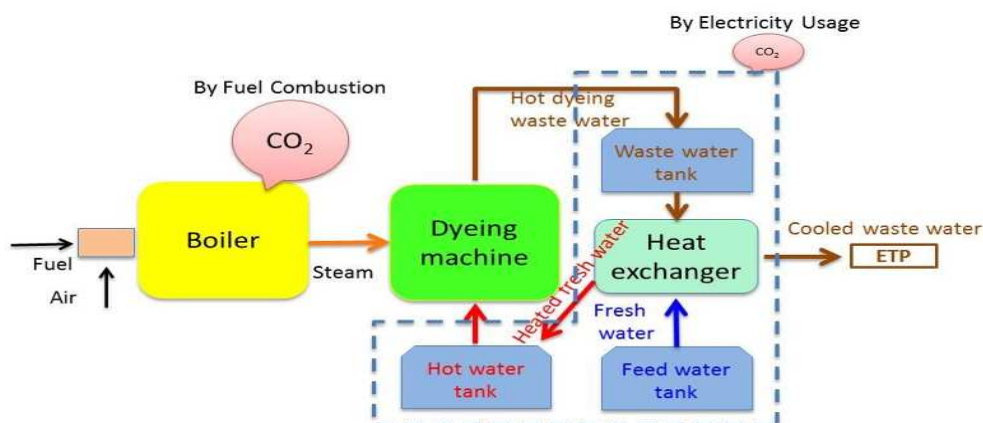 By Electricity Usage
CO₂
By Fuel Combustion
CO₂
Hot dyeing
waste water
Waste water
tank
Boiler
Dyeing
machine
Heat
exchanger
Cooled waste water
ETP
Fuel
Air
Steam
Heated fresh water
Fresh
water
Hot water
tank
Feed water
tank